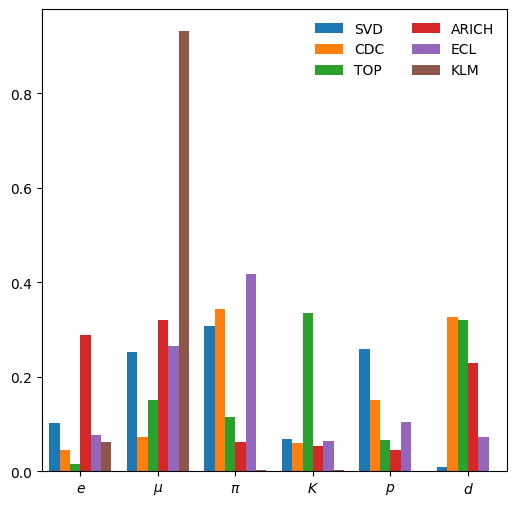 SVD
CDC
TOP
ARICH
ECL
KLM
0.8
0.6
0.4
0.2
0.0
e μ π K p d